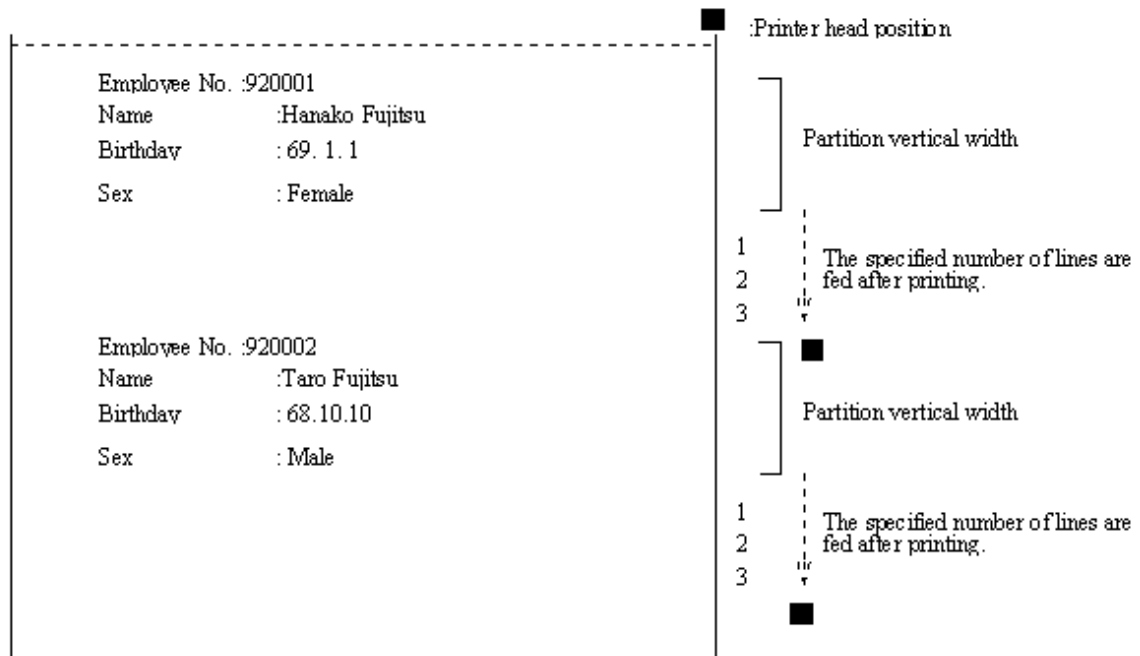 :Printer head position
Employee No. :920001
Name :Hanako Fujitsu
Birthday : 69. 1. 1
Sex : Female
Partition vertical width
1
2
3
The specified number of lines are
fed after printing.
Employee No. :920002
Name :Taro Fujitsu
Birthday : 68.10.10
Sex : Male
Partition vertical width
1
2
3
The specified number of lines are
fed after printing.